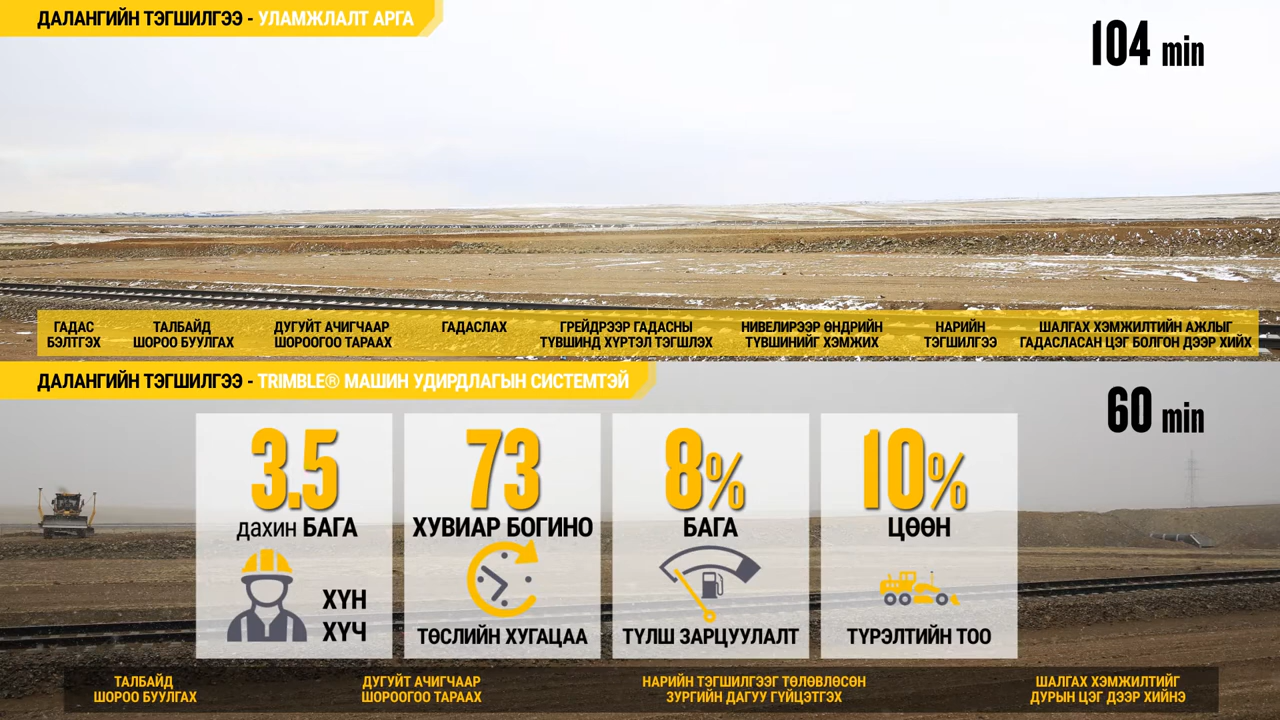 ДАЛАНГИЙН ТЭГШИЛГЭЭ - УЛАМЖЛАЛТ АРГА
104 min
ГАДАС
БЭЛТГЭХ
ТАЛБАЙД
ШОРОО БУУЛГАХ
ДУГУЙТ АЧИГЧААР
ШОРООГОО ТАРААХ
ГАДАСЛАХ
ГРЕЙДРЭЭР ГАДАСНЫ
ТҮВШИНД ХҮРТЭЛ ТЭГШЛЭХ
НИВЕЛИРЭЭР ӨНДРИЙН
ТҮВШИНИЙГ ХЭМЖИХ
НАРИЙН
ТЭГШИЛГЭЭ
ШАЛГАХ ХЭМЖИЛТИЙН АЖЛЫГ
ГАДАСЛАСАН ЦЭГ БОЛГОН ДЭЭР ХИЙХ
ДАЛАНГИЙН ТЭГШИЛГЭЭ - TRIMBLE® МАШИН УДИРДЛАГЫН СИСТЕМТЭЙ
60 min
3.5
дахин БАГА
ХҮН
ХҮЧ
73
ХУВИАР БОГИНО
ТӨСЛИЙН ХУГАЦАА
8%
БАГА
ТҮЛШ ЗАРЦУУЛАЛТ
10%
ЦӨӨН
ТҮРЭЛТИЙН ТОО
ТАЛБАЙД
ШОРОО БУУЛГАХ
ДУГУЙТ АЧИГЧААР
ШОРООГОО ТАРААХ
НАРИЙН ТЭГШИЛГЭЭГ ТӨЛӨВЛӨСӨН
ЗУРГИЙН ДАГУУ ГҮЙЦЭТГЭХ
ШАЛГАХ ХЭМЖИЛТИЙГ
ДУРЫН ЦЭГ ДЭЭР ХИЙНЭ